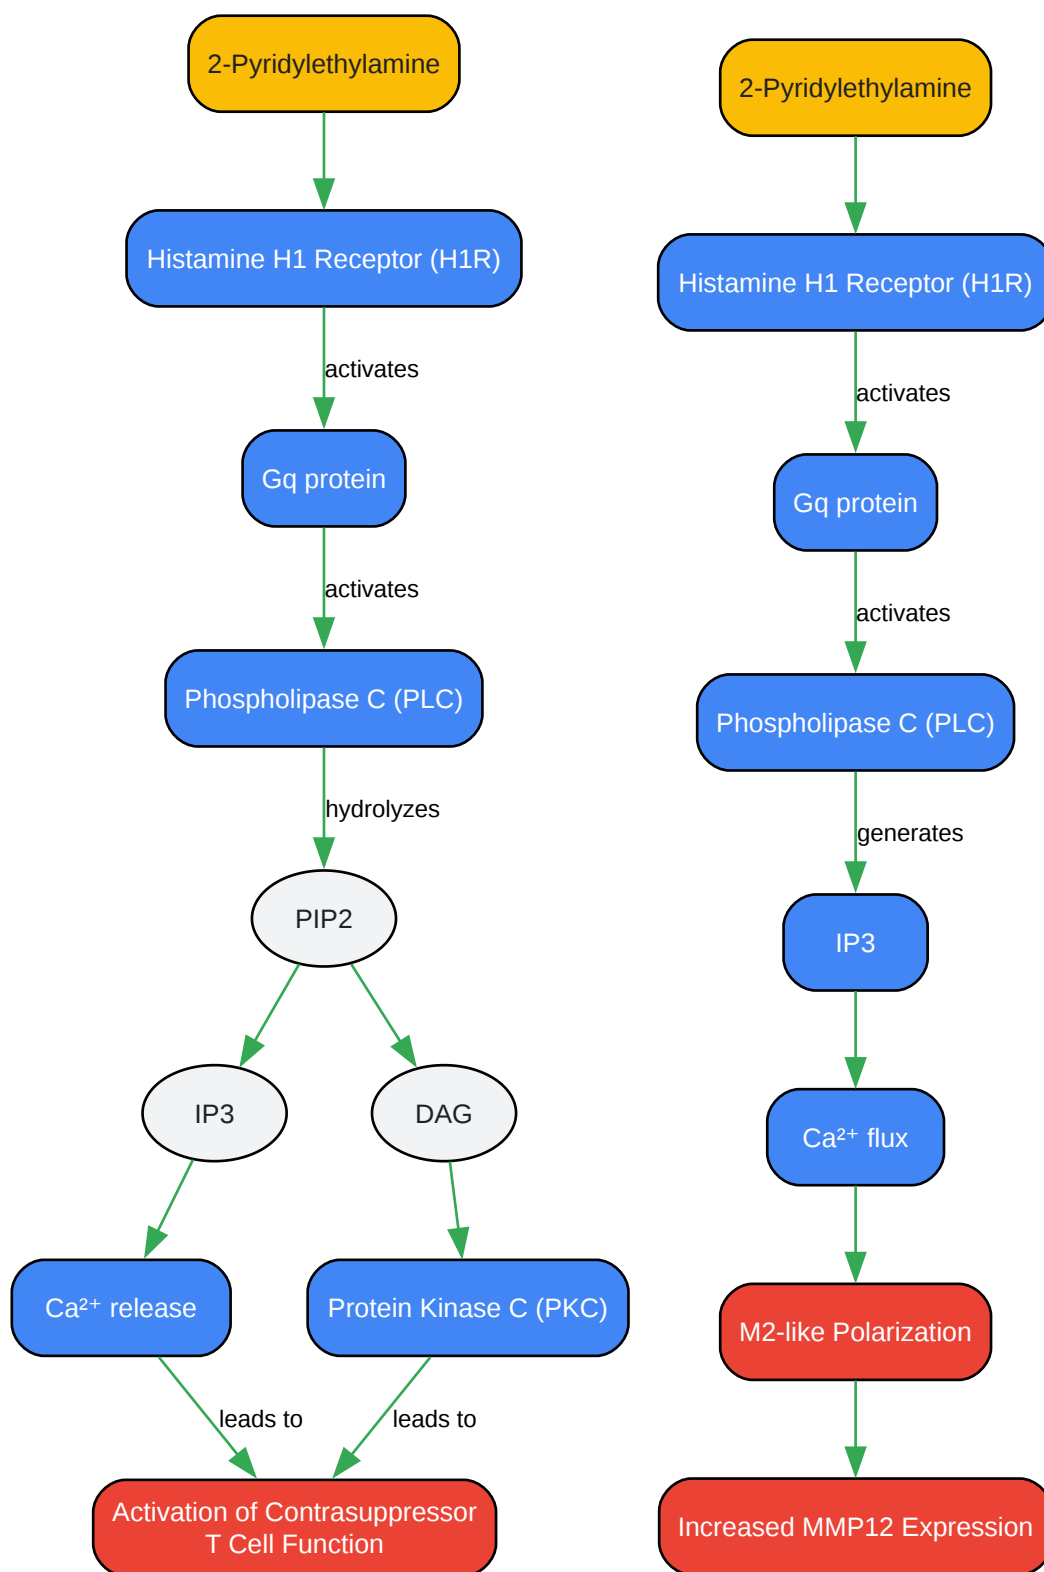 2-Pyridylethylamine
Histamine H1 Receptor (H1R)
activates
Gq protein
activates
Phospholipase C (PLC)
hydrolyzes
PIP2
IP3
DAG
Ca²⁺ release
Protein Kinase C (PKC)
leads to
leads to
Activation of Contrasuppressor
T Cell Function
2-Pyridylethylamine
Histamine H1 Receptor (H1R)
activates
Gq protein
activates
Phospholipase C (PLC)
generates
IP3
Ca²⁺ flux
M2-like Polarization
Increased MMP12 Expression